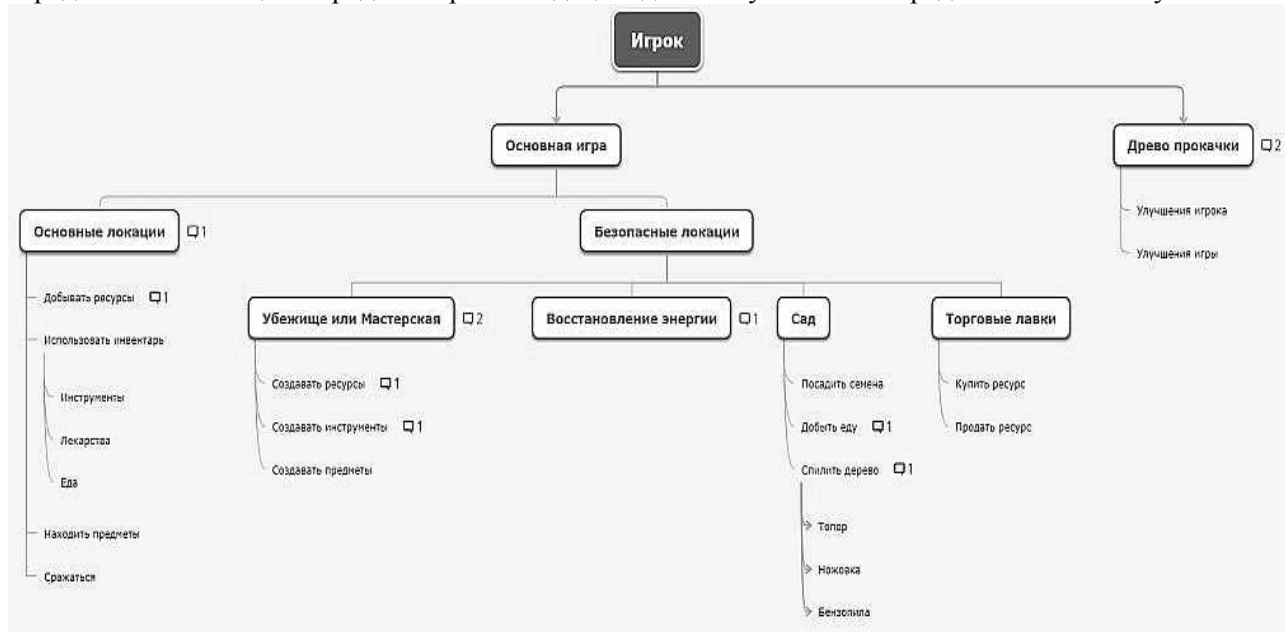 Игрок
Основная игра
Древо прокачки 2
Улучшения игрока
Улучшения игры
Основные локации 1
Добывать ресурсы 1
Использовать инвентарь
Инструменты
Лекарства
Еда
Находить предметы
Сражаться
Безопасные локации
Убежище или Мастерская 2
Создавать ресурсы 1
Создавать инструменты 1
Создавать предметы
Восстановление энергии 1
Сад
Посадить семена
Добыть еду 1
Спилить дерево 1
Топор
Ножовка
Бензопила
Торговые лавки
Купить ресурс
Продать ресурс